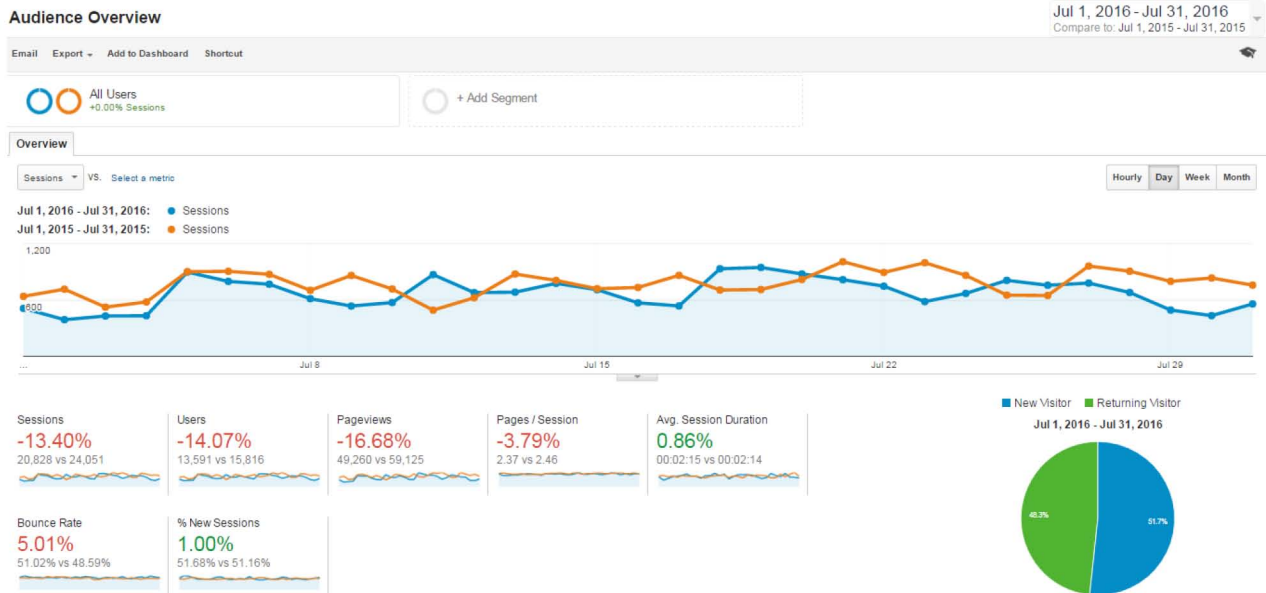 Audience Overview
Jul 1, 2016 - Jul 31, 2016
Compare to: Jul 1, 2015 - Jul 31, 2015
Email Export Add to Dashboard Shortcut
All Users
+0.00% Sessions
+ Add Segment
Overview
Sessions VS. Select a metric
Hourly Day Week Month
Jul 1, 2016 - Jul 31, 2016: Sessions
Jul 1, 2015 - Jul 31, 2015: Sessions
1,200
600
... Jul 8 Jul 15 Jul 22 Jul 29
New Visitor Returning Visitor
Jul 1, 2016 - Jul 31, 2016
48.3%
51.7%
Sessions
-13.40%
20,828 vs 24,051
Users
-14.07%
13,591 vs 15,816
Pageviews
-16.68%
49,260 vs 59,125
Pages / Session
-3.79%
2.37 vs 2.46
Avg. Session Duration
0.86%
00:02:15 vs 00:02:14
Bounce Rate
5.01%
51.02% vs 48.59%
% New Sessions
1.00%
51.68% vs 51.16%